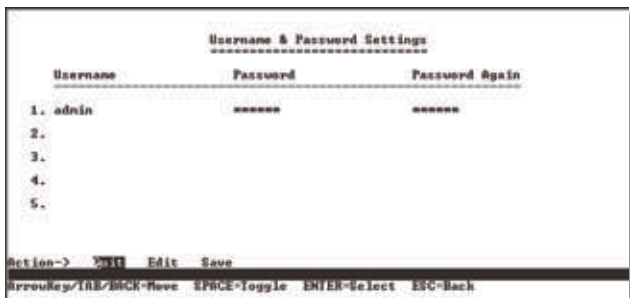 Username & Password Settings
Username Password Password Again
1. admin ****** ******
2.
3.
4.
5.
Action-> Quit Edit Save
ArrowKey/TAB/BACK=Move SPACE=Toggle ENTER=Select ESC=Back